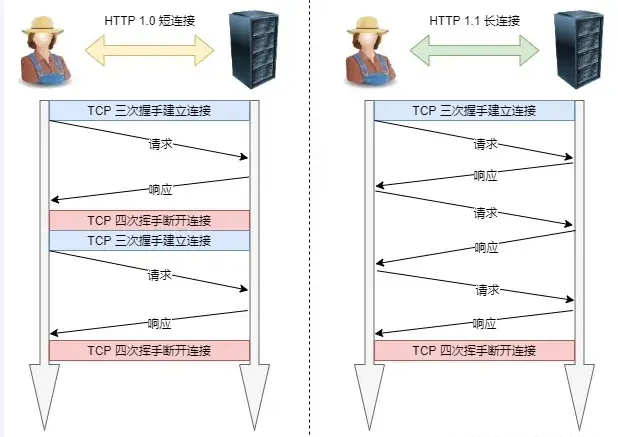 HTTP 1.0 短连接
TCP 三次握手建立连接
请求
响应
TCP 四次挥手断开连接
TCP 三次握手建立连接
请求
响应
TCP 四次挥手断开连接
HTTP 1.1 长连接
TCP 三次握手建立连接
请求
响应
请求
响应
请求
响应
TCP 四次挥手断开连接